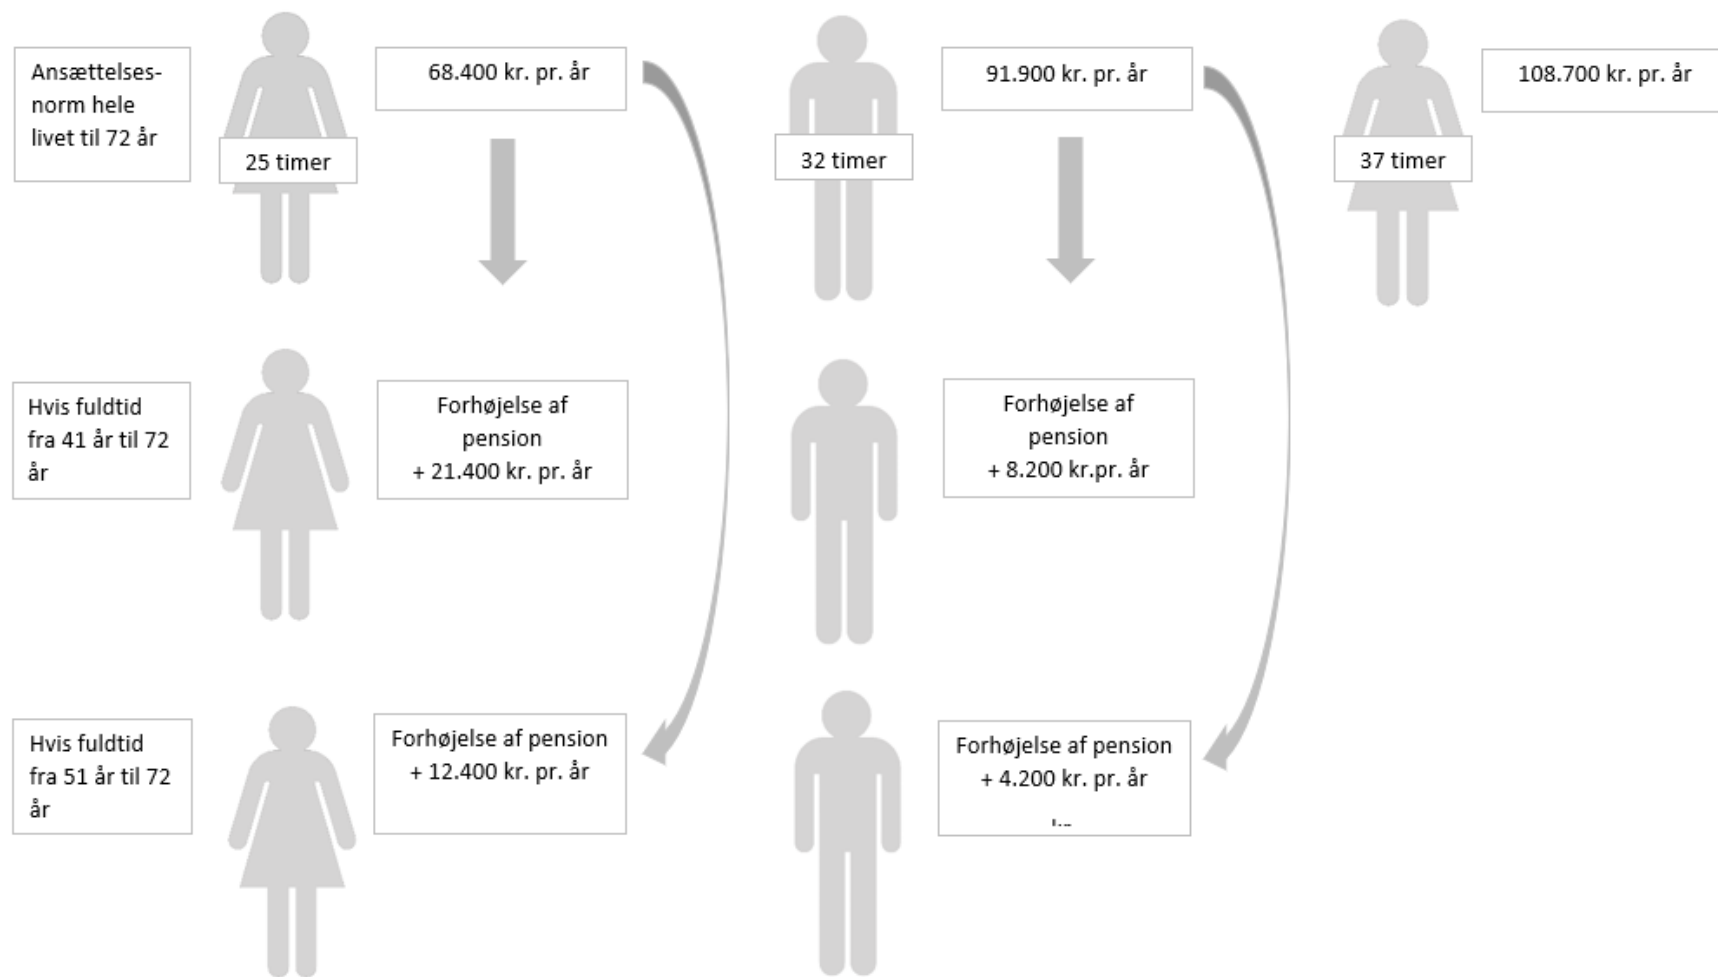 Ansættelses-
norm hele
livet til 72 år
25 timer
68.400 kr. pr. år
32 timer
91.900 kr. pr. år
37 timer
108.700 kr. pr. år
Hvis fuldtid
fra 41 år til 72
år
Forhøjelse af
pension
+ 21.400 kr. pr. år
Forhøjelse af
pension
+ 8.200 kr.pr. år
Hvis fuldtid
fra 51 år til 72
år
Forhøjelse af pension
+ 12.400 kr. pr. år
Forhøjelse af pension
+ 4.200 kr. pr. år